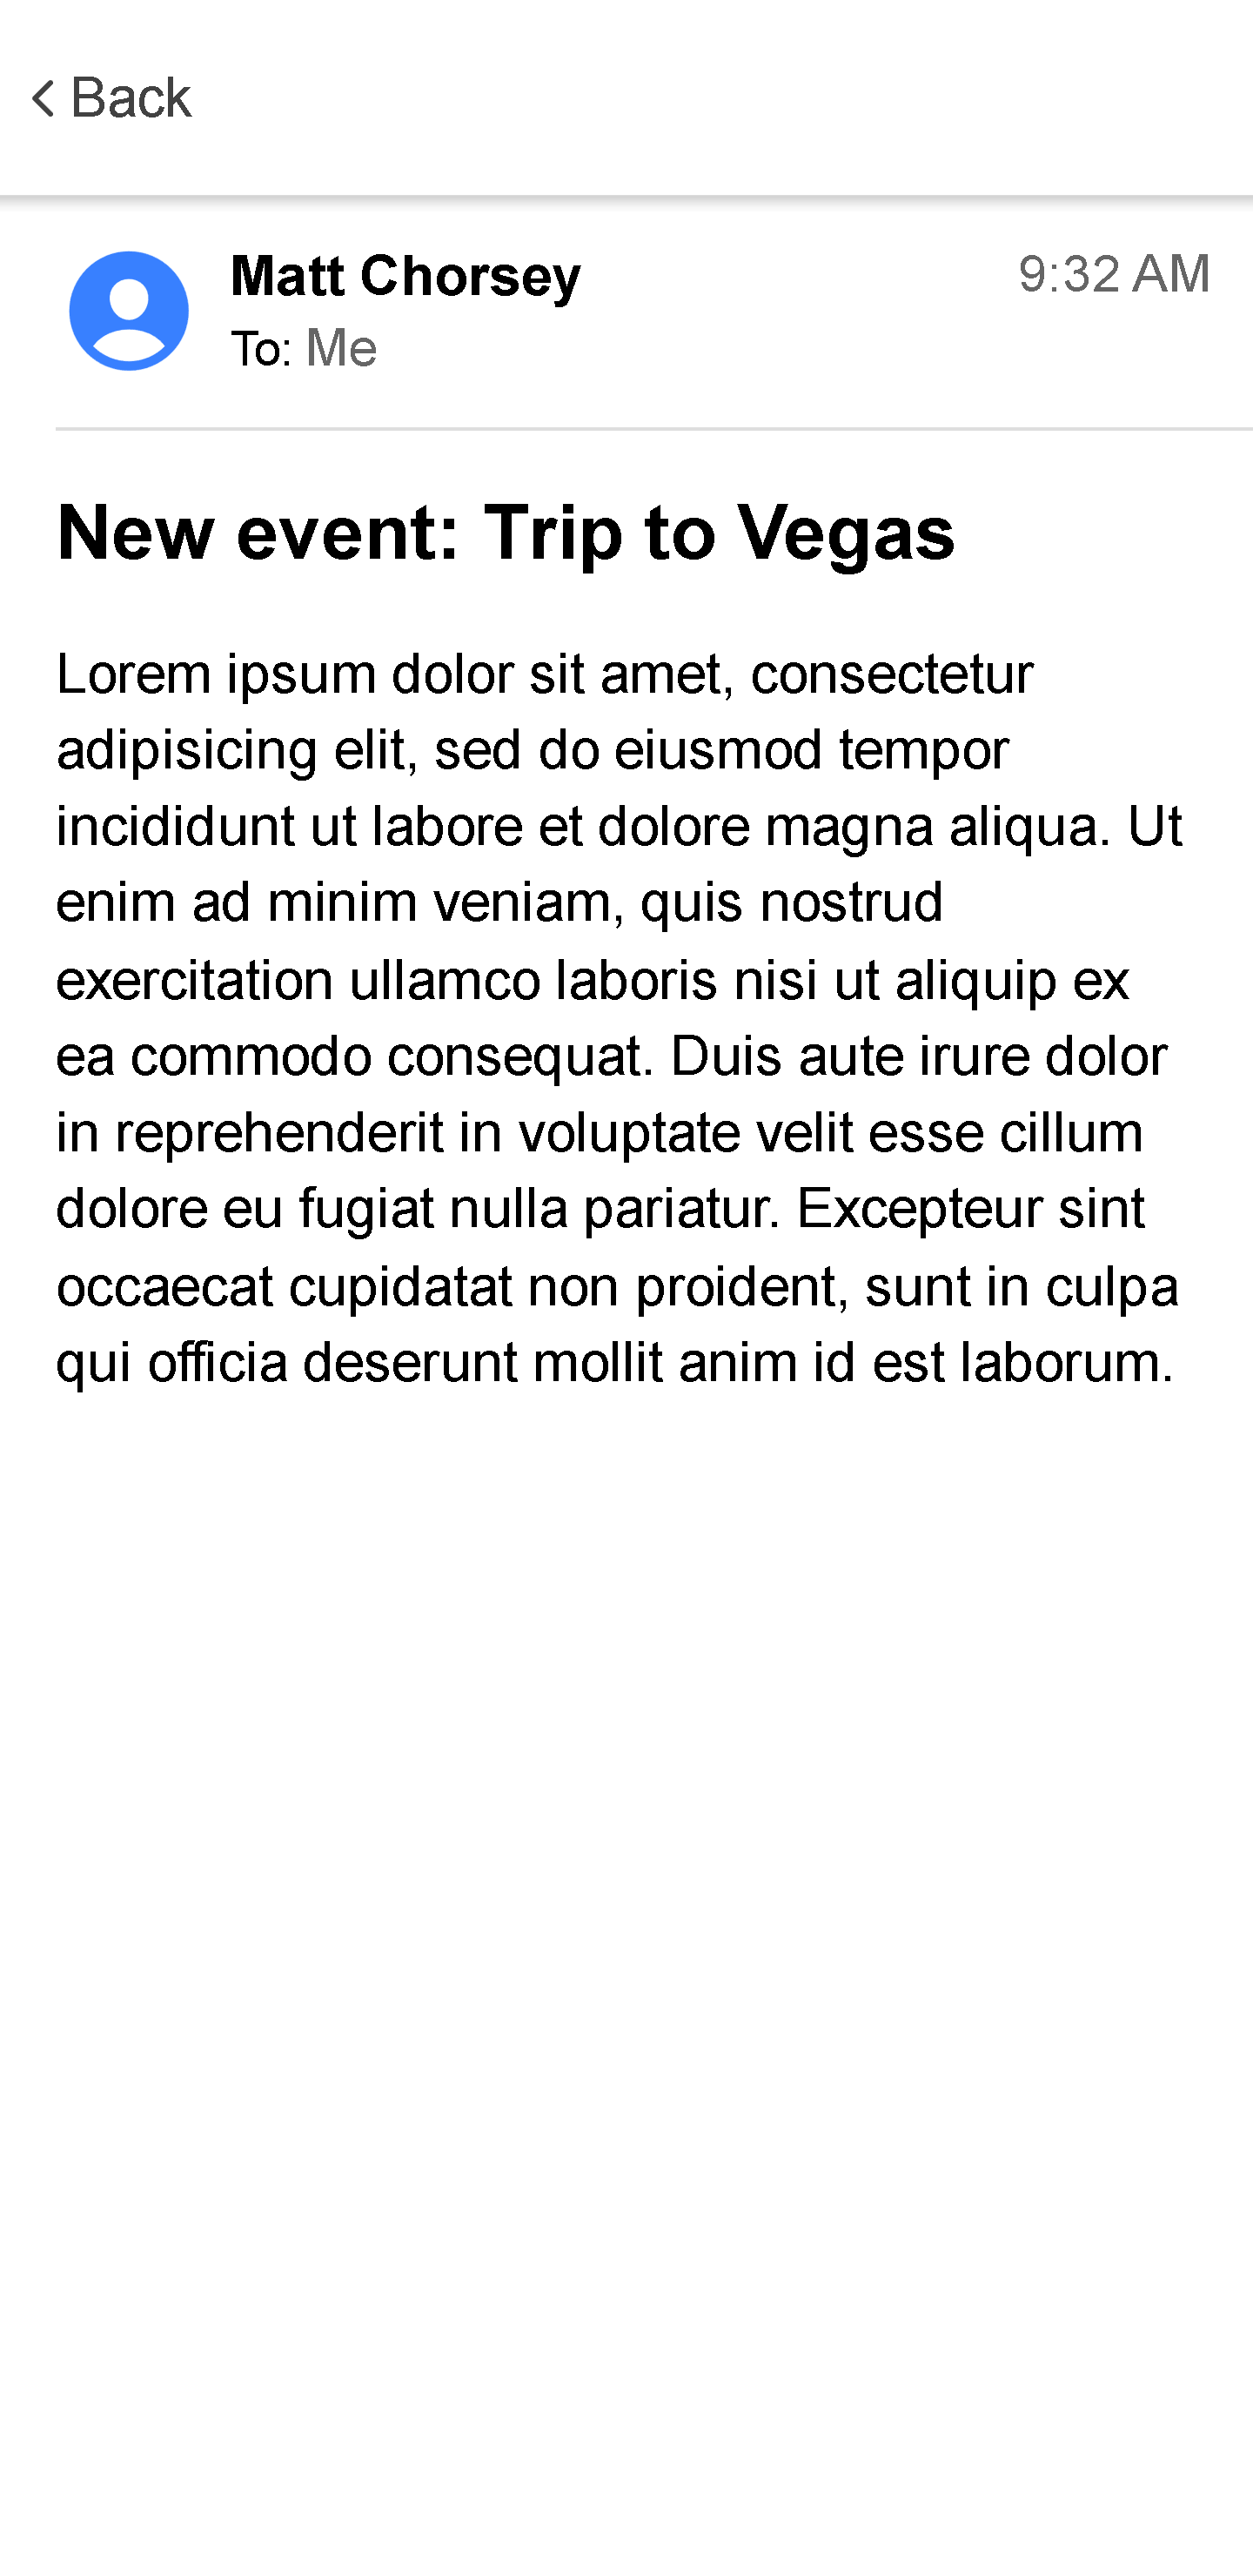 Back
Matt Chorsey
9:32 AM
To: Me
New event: Trip to Vegas
Lorem ipsum dolor sit amet, consectetur
adipisicing elit, sed do eiusmod tempor
incididunt ut labore et dolore magna aliqua. Ut
enim ad minim veniam, quis nostrud
exercitation ullamco laboris nisi ut aliquip ex
ea commodo consequat. Duis aute irure dolor
in reprehenderit in voluptate velit esse cillum
dolore eu fugiat nulla pariatur. Excepteur sint
occaecat cupidatat non proident, sunt in culpa
qui officia deserunt mollit anim id est laborum.